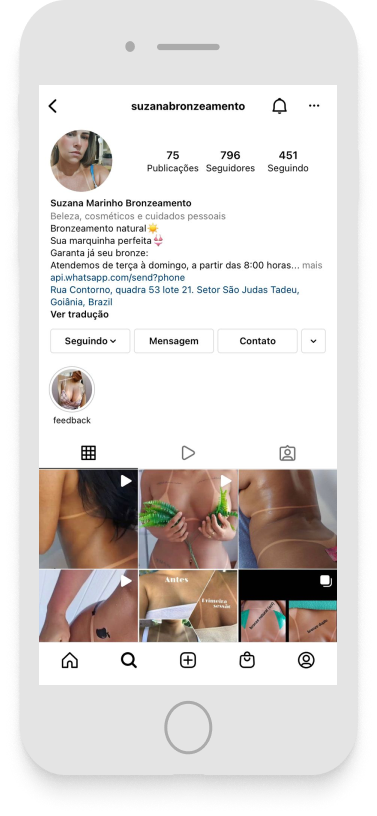 suzanabronzeamento
75 796 451
Publicações Seguidores Seguindo
Suzana Marinho Bronzeamento
Beleza, cosméticos e cuidados pessoais
Bronzeamento natural☀️
Sua marquinha perfeita👙
Garanta já seu bronze:
Atendemos de terça à domingo, a partir das 8:00 horas... mais
api.whatsapp.com/send?phone
Rua Contorno, quadra 53 lote 21. Setor São Judas Tadeu,
Goiânia, Brazil
Ver tradução
Seguindo Mensagem Contato
feedback
Antes
Primeira
sessão